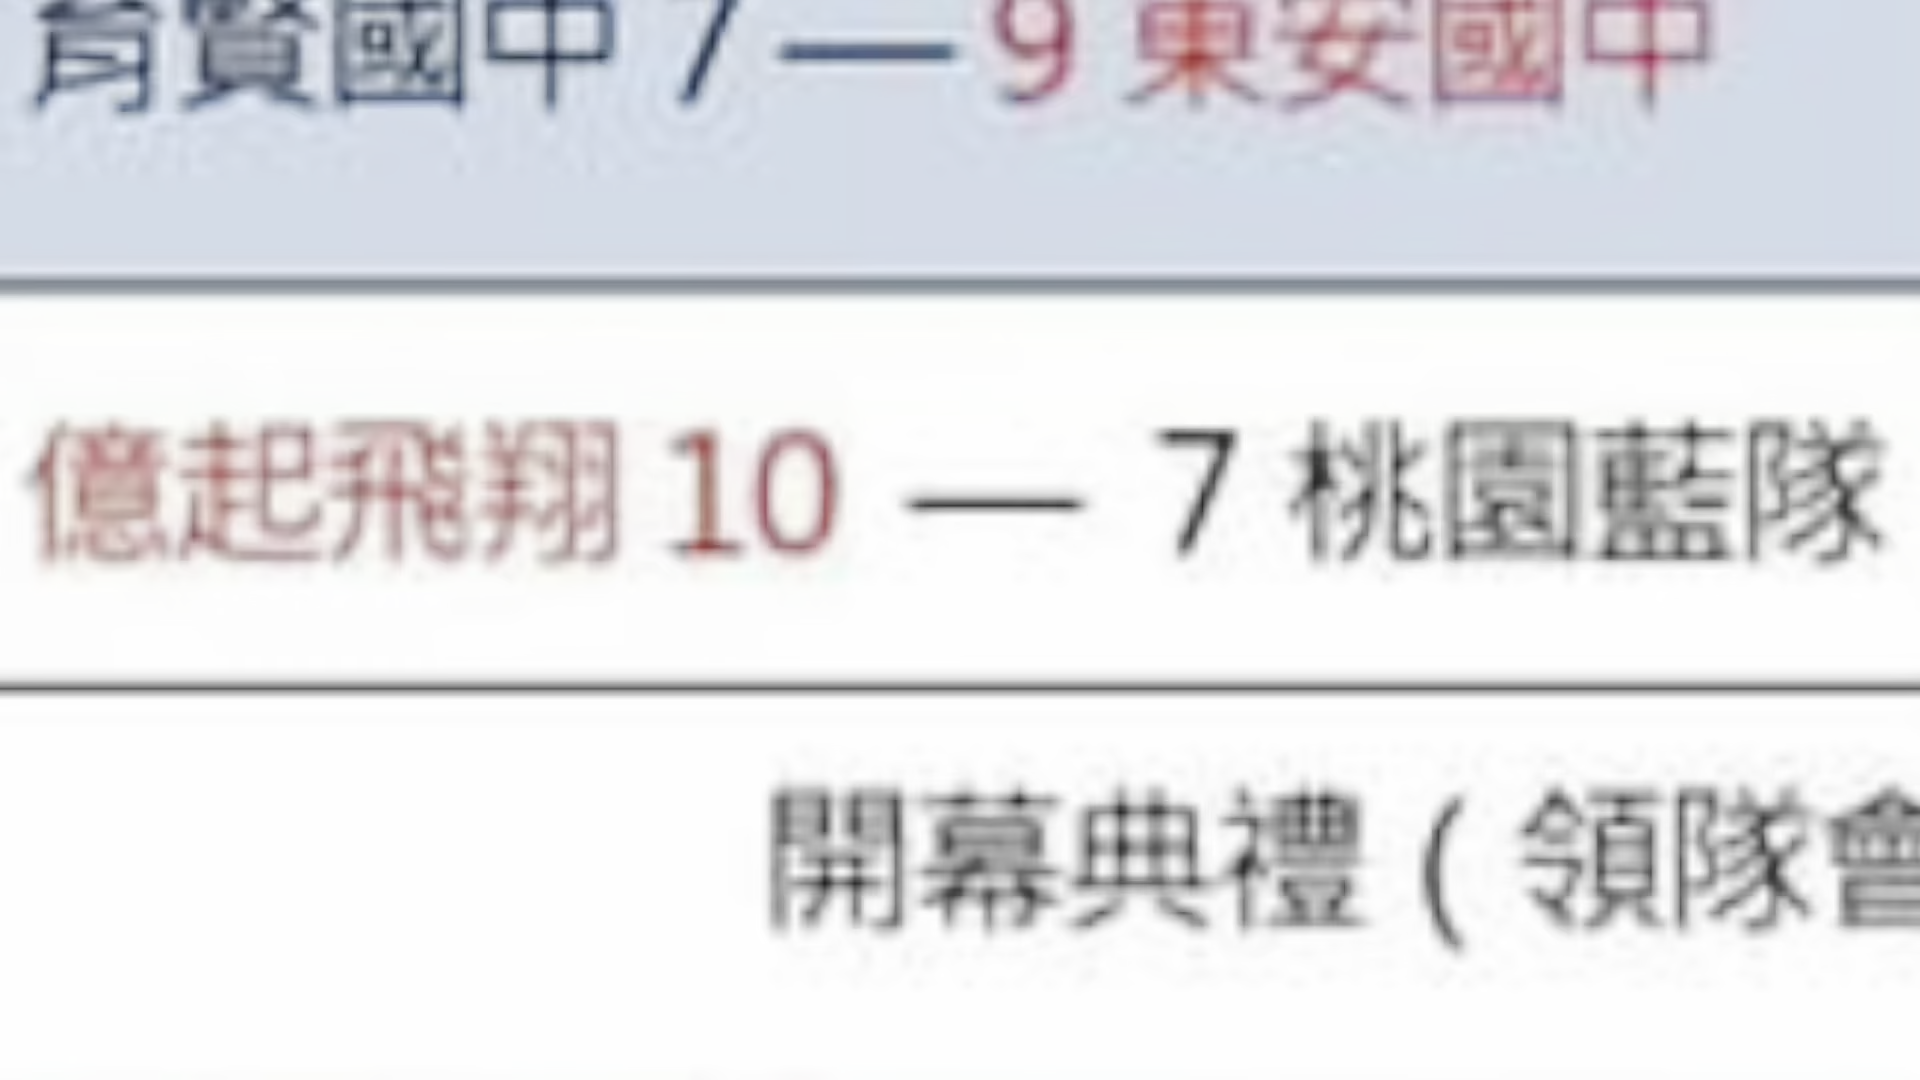 育賢國中 7 — 9 東安國中
億起飛翔 10 — 7 桃園藍隊
開幕典禮 ( 領隊會